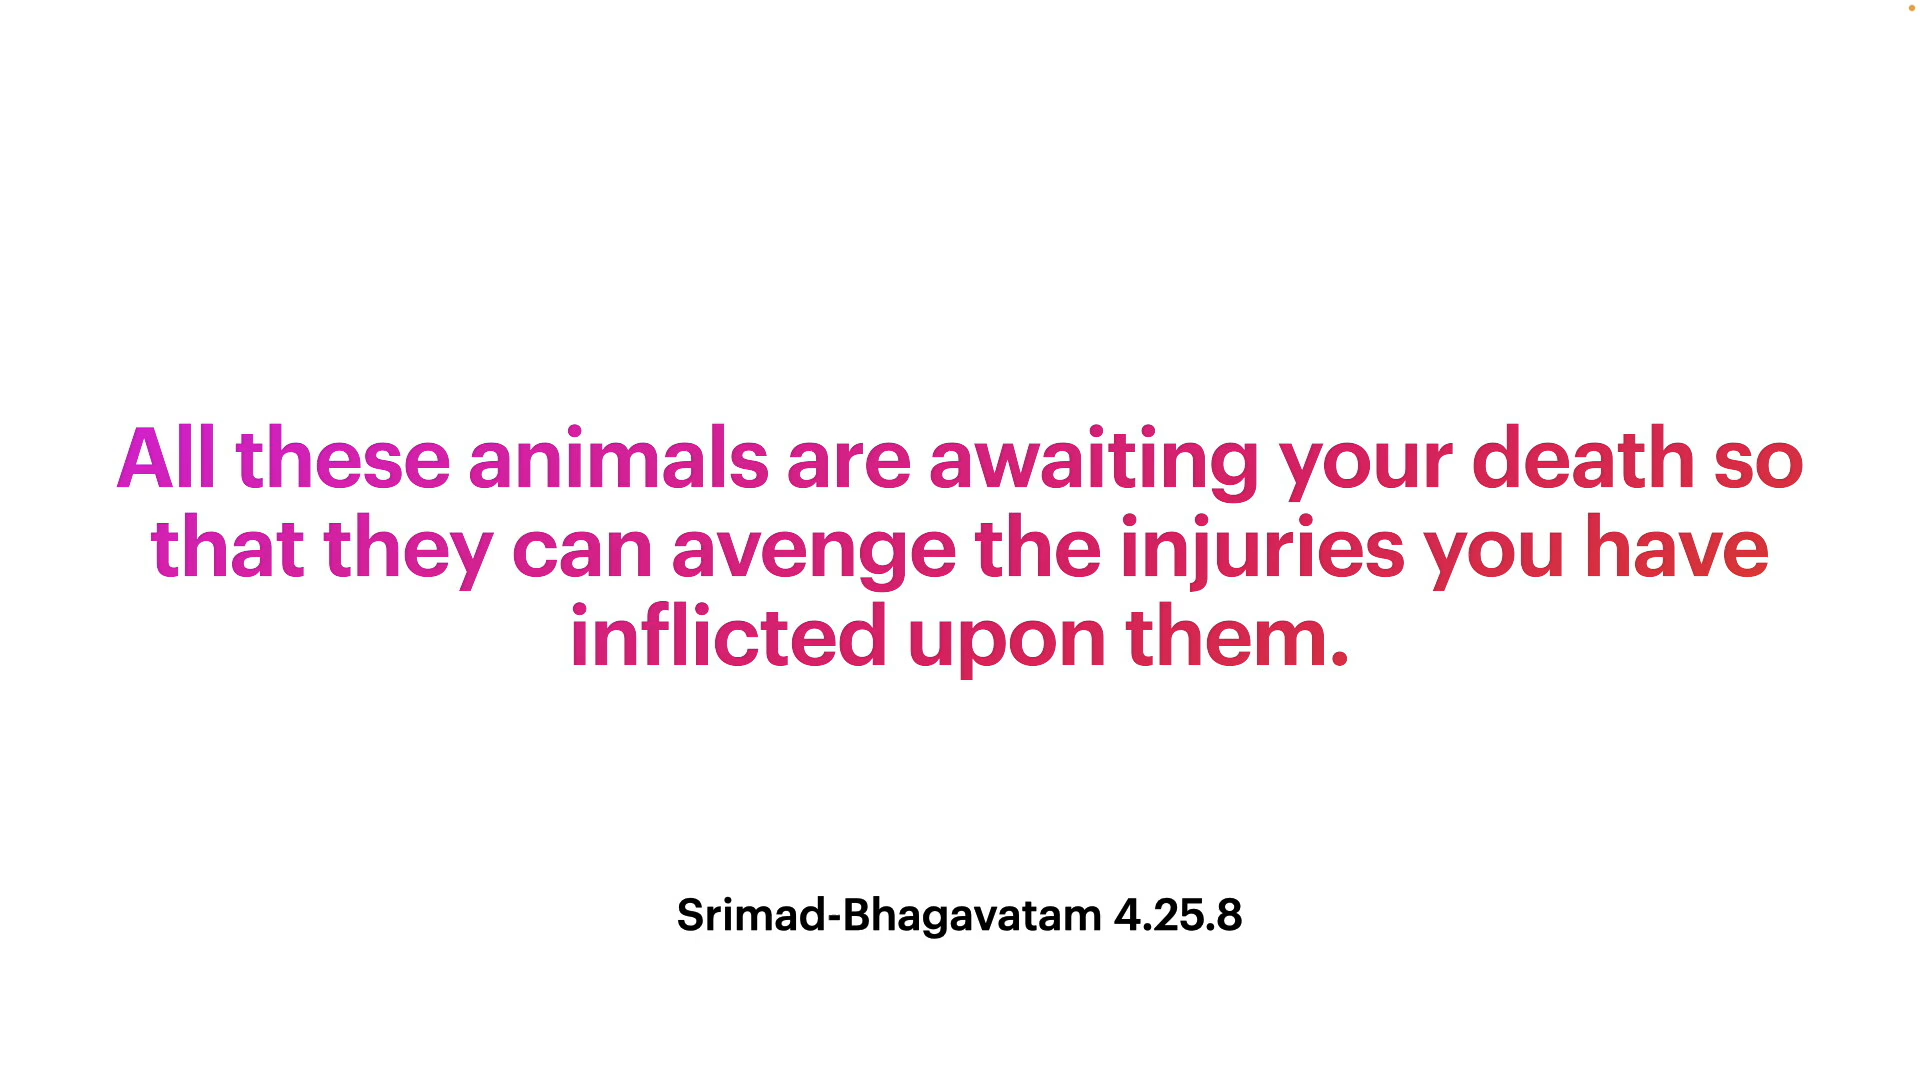 All these animals are awaiting your death so
that they can avenge the injuries you have
inflicted upon them.
Srimad-Bhagavatam 4.25.8